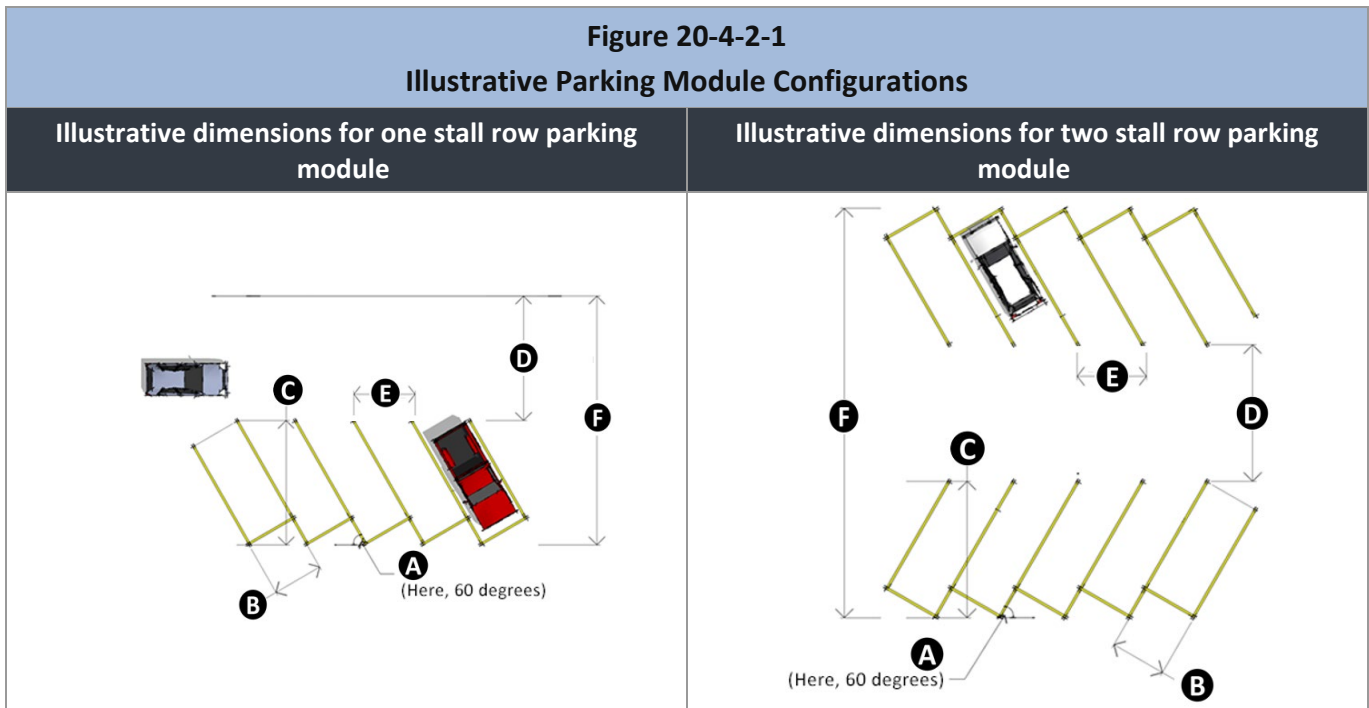 Figure 20-4-2-1
Illustrative Parking Module Configurations
Illustrative dimensions for one stall row parking
module
C
E
D
F
A
(Here, 60 degrees)
B
Illustrative dimensions for two stall row parking
module
E
F
D
C
A
(Here, 60 degrees)
B